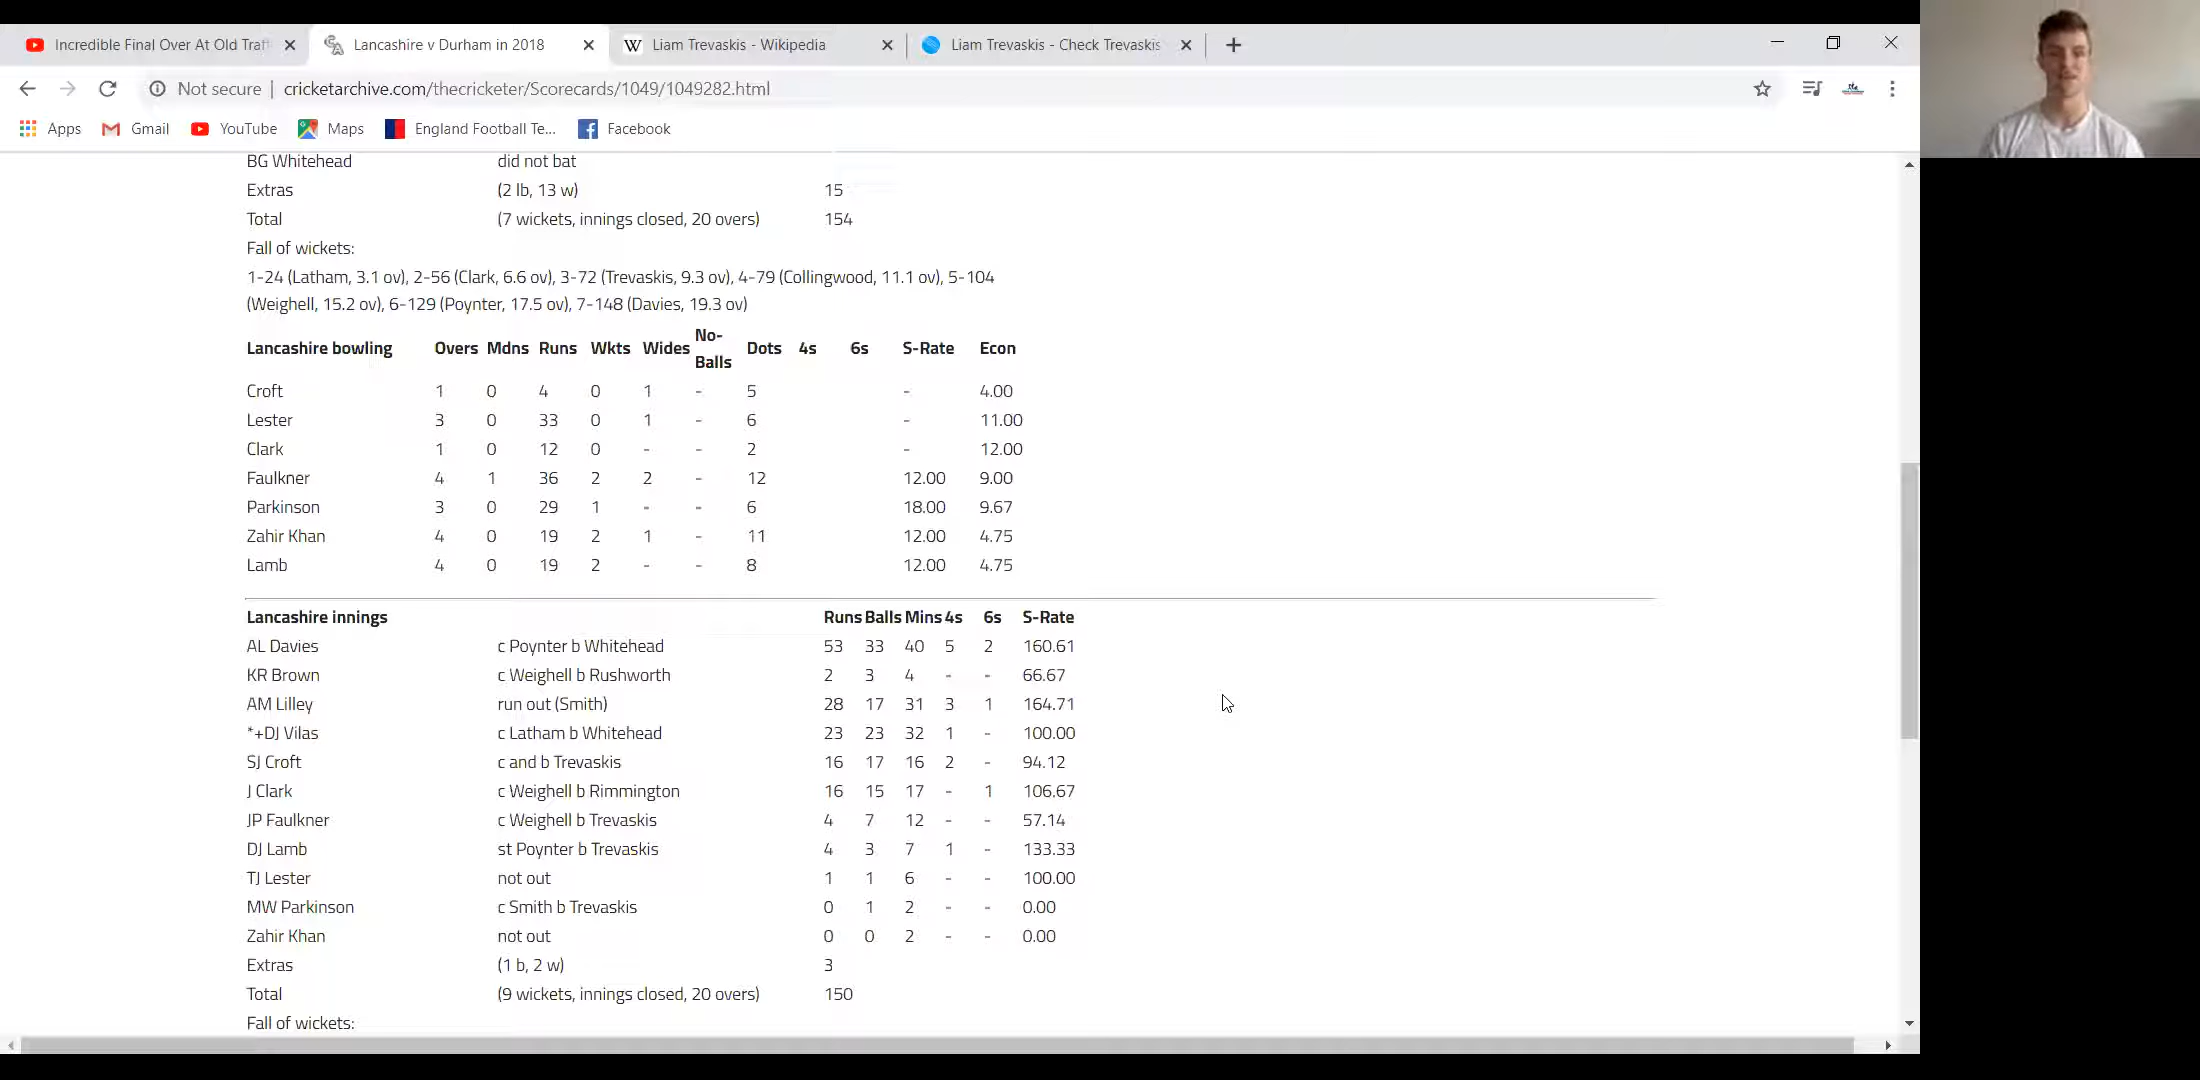 Incredible Final Over At Old Traf
Lancashire v Durham in 2018
Liam Trevaskis - Wikipedia
Liam Trevaskis - Check Trevaskis
Not secure | cricketarchive.com/thecricketer/Scorecards/1049/1049282.html
Apps Gmail YouTube Maps England Football Te... Facebook
BG Whitehead did not bat
Extras (2 lb, 13 w) 15
Total (7 wickets, innings closed, 20 overs) 154
Fall of wickets:
1-24 (Latham, 3.1 ov), 2-56 (Clark, 6.6 ov), 3-72 (Trevaskis, 9.3 ov), 4-79 (Collingwood, 11.1 ov), 5-104
(Weighell, 15.2 ov), 6-129 (Poynter, 17.5 ov), 7-148 (Davies, 19.3 ov)
Lancashire bowling Overs Mdns Runs Wkts Wides No-Balls Dots 4s 6s S-Rate Econ
Croft 1 0 4 0 1 - 5 - 4.00
Lester 3 0 33 0 1 - 6 - 11.00
Clark 1 0 12 0 - - 2 - 12.00
Faulkner 4 1 36 2 2 - 12 12.00 9.00
Parkinson 3 0 29 1 - - 6 18.00 9.67
Zahir Khan 4 0 19 2 1 - 11 12.00 4.75
Lamb 4 0 19 2 - - 8 12.00 4.75
Lancashire innings Runs Balls Mins 4s 6s S-Rate
AL Davies c Poynter b Whitehead 53 33 40 5 2 160.61
KR Brown c Weighell b Rushworth 2 3 4 - - 66.67
AM Lilley run out (Smith) 28 17 31 3 1 164.71
*+DJ Vilas c Latham b Whitehead 23 23 32 1 - 100.00
SJ Croft c and b Trevaskis 16 17 16 2 - 94.12
J Clark c Weighell b Rimmington 16 15 17 - 1 106.67
JP Faulkner c Weighell b Trevaskis 4 7 12 - - 57.14
DJ Lamb st Poynter b Trevaskis 4 3 7 1 - 133.33
TJ Lester not out 1 1 6 - - 100.00
MW Parkinson c Smith b Trevaskis 0 1 2 - - 0.00
Zahir Khan not out 0 0 2 - - 0.00
Extras (1 b, 2 w) 3
Total (9 wickets, innings closed, 20 overs) 150
Fall of wickets: